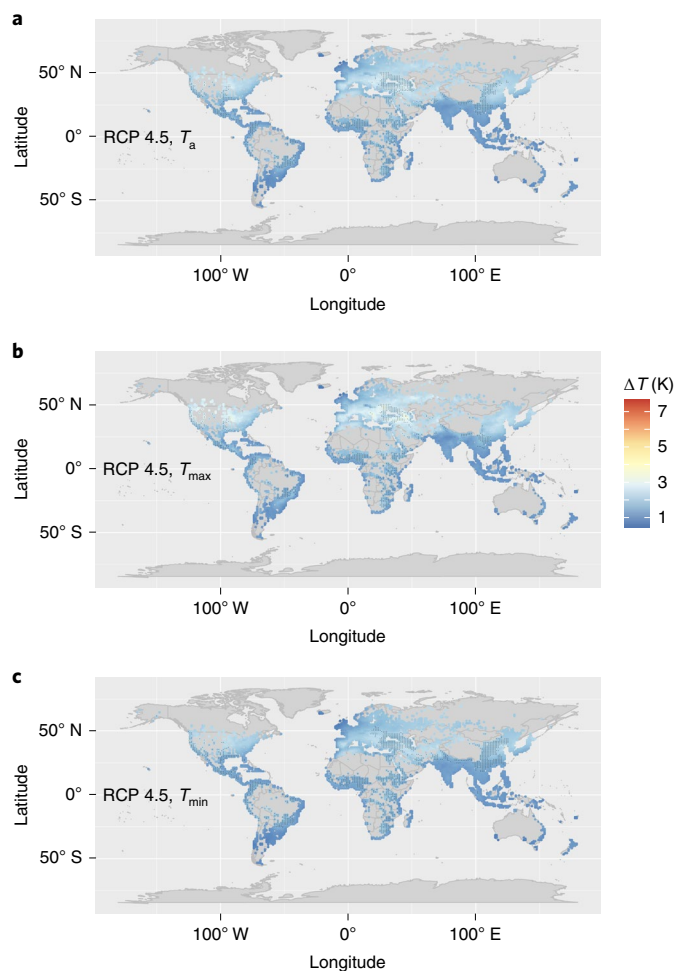 a
50° N
0°
50° S
Latitude
RCP 4.5, Ta
100° W
0°
100° E
Longitude
b
50° N
0°
50° S
Latitude
RCP 4.5, Tmax
100° W
0°
100° E
Longitude
ΔT (K)
7
5
3
1
c
50° N
0°
50° S
Latitude
RCP 4.5, Tmin
100° W
0°
100° E
Longitude